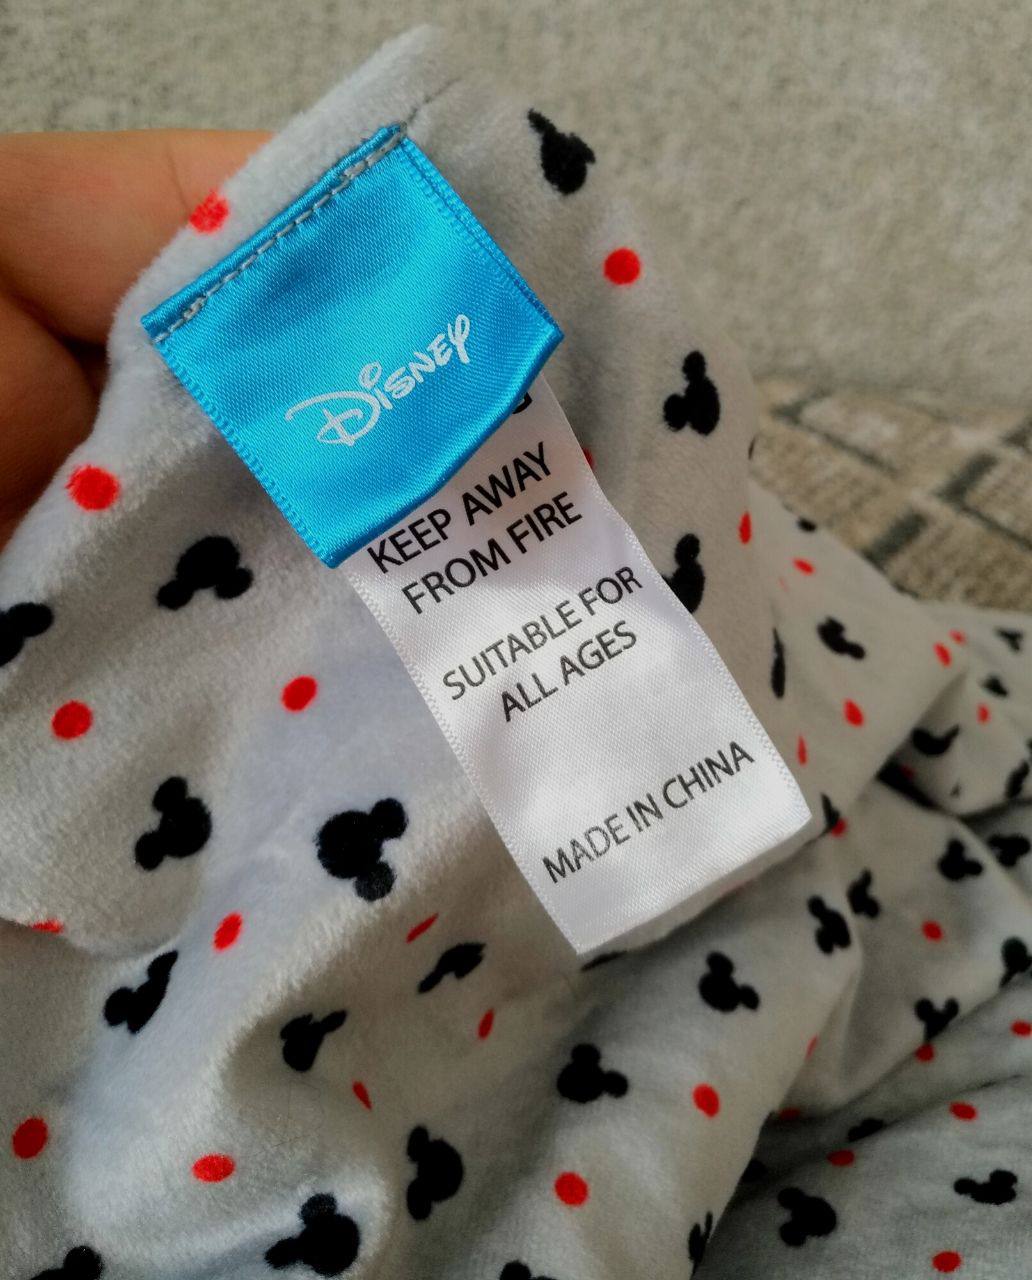 Disney
KEEP AWAY
FROM FIRE
SUITABLE FOR
ALL AGES
MADE IN CHINA